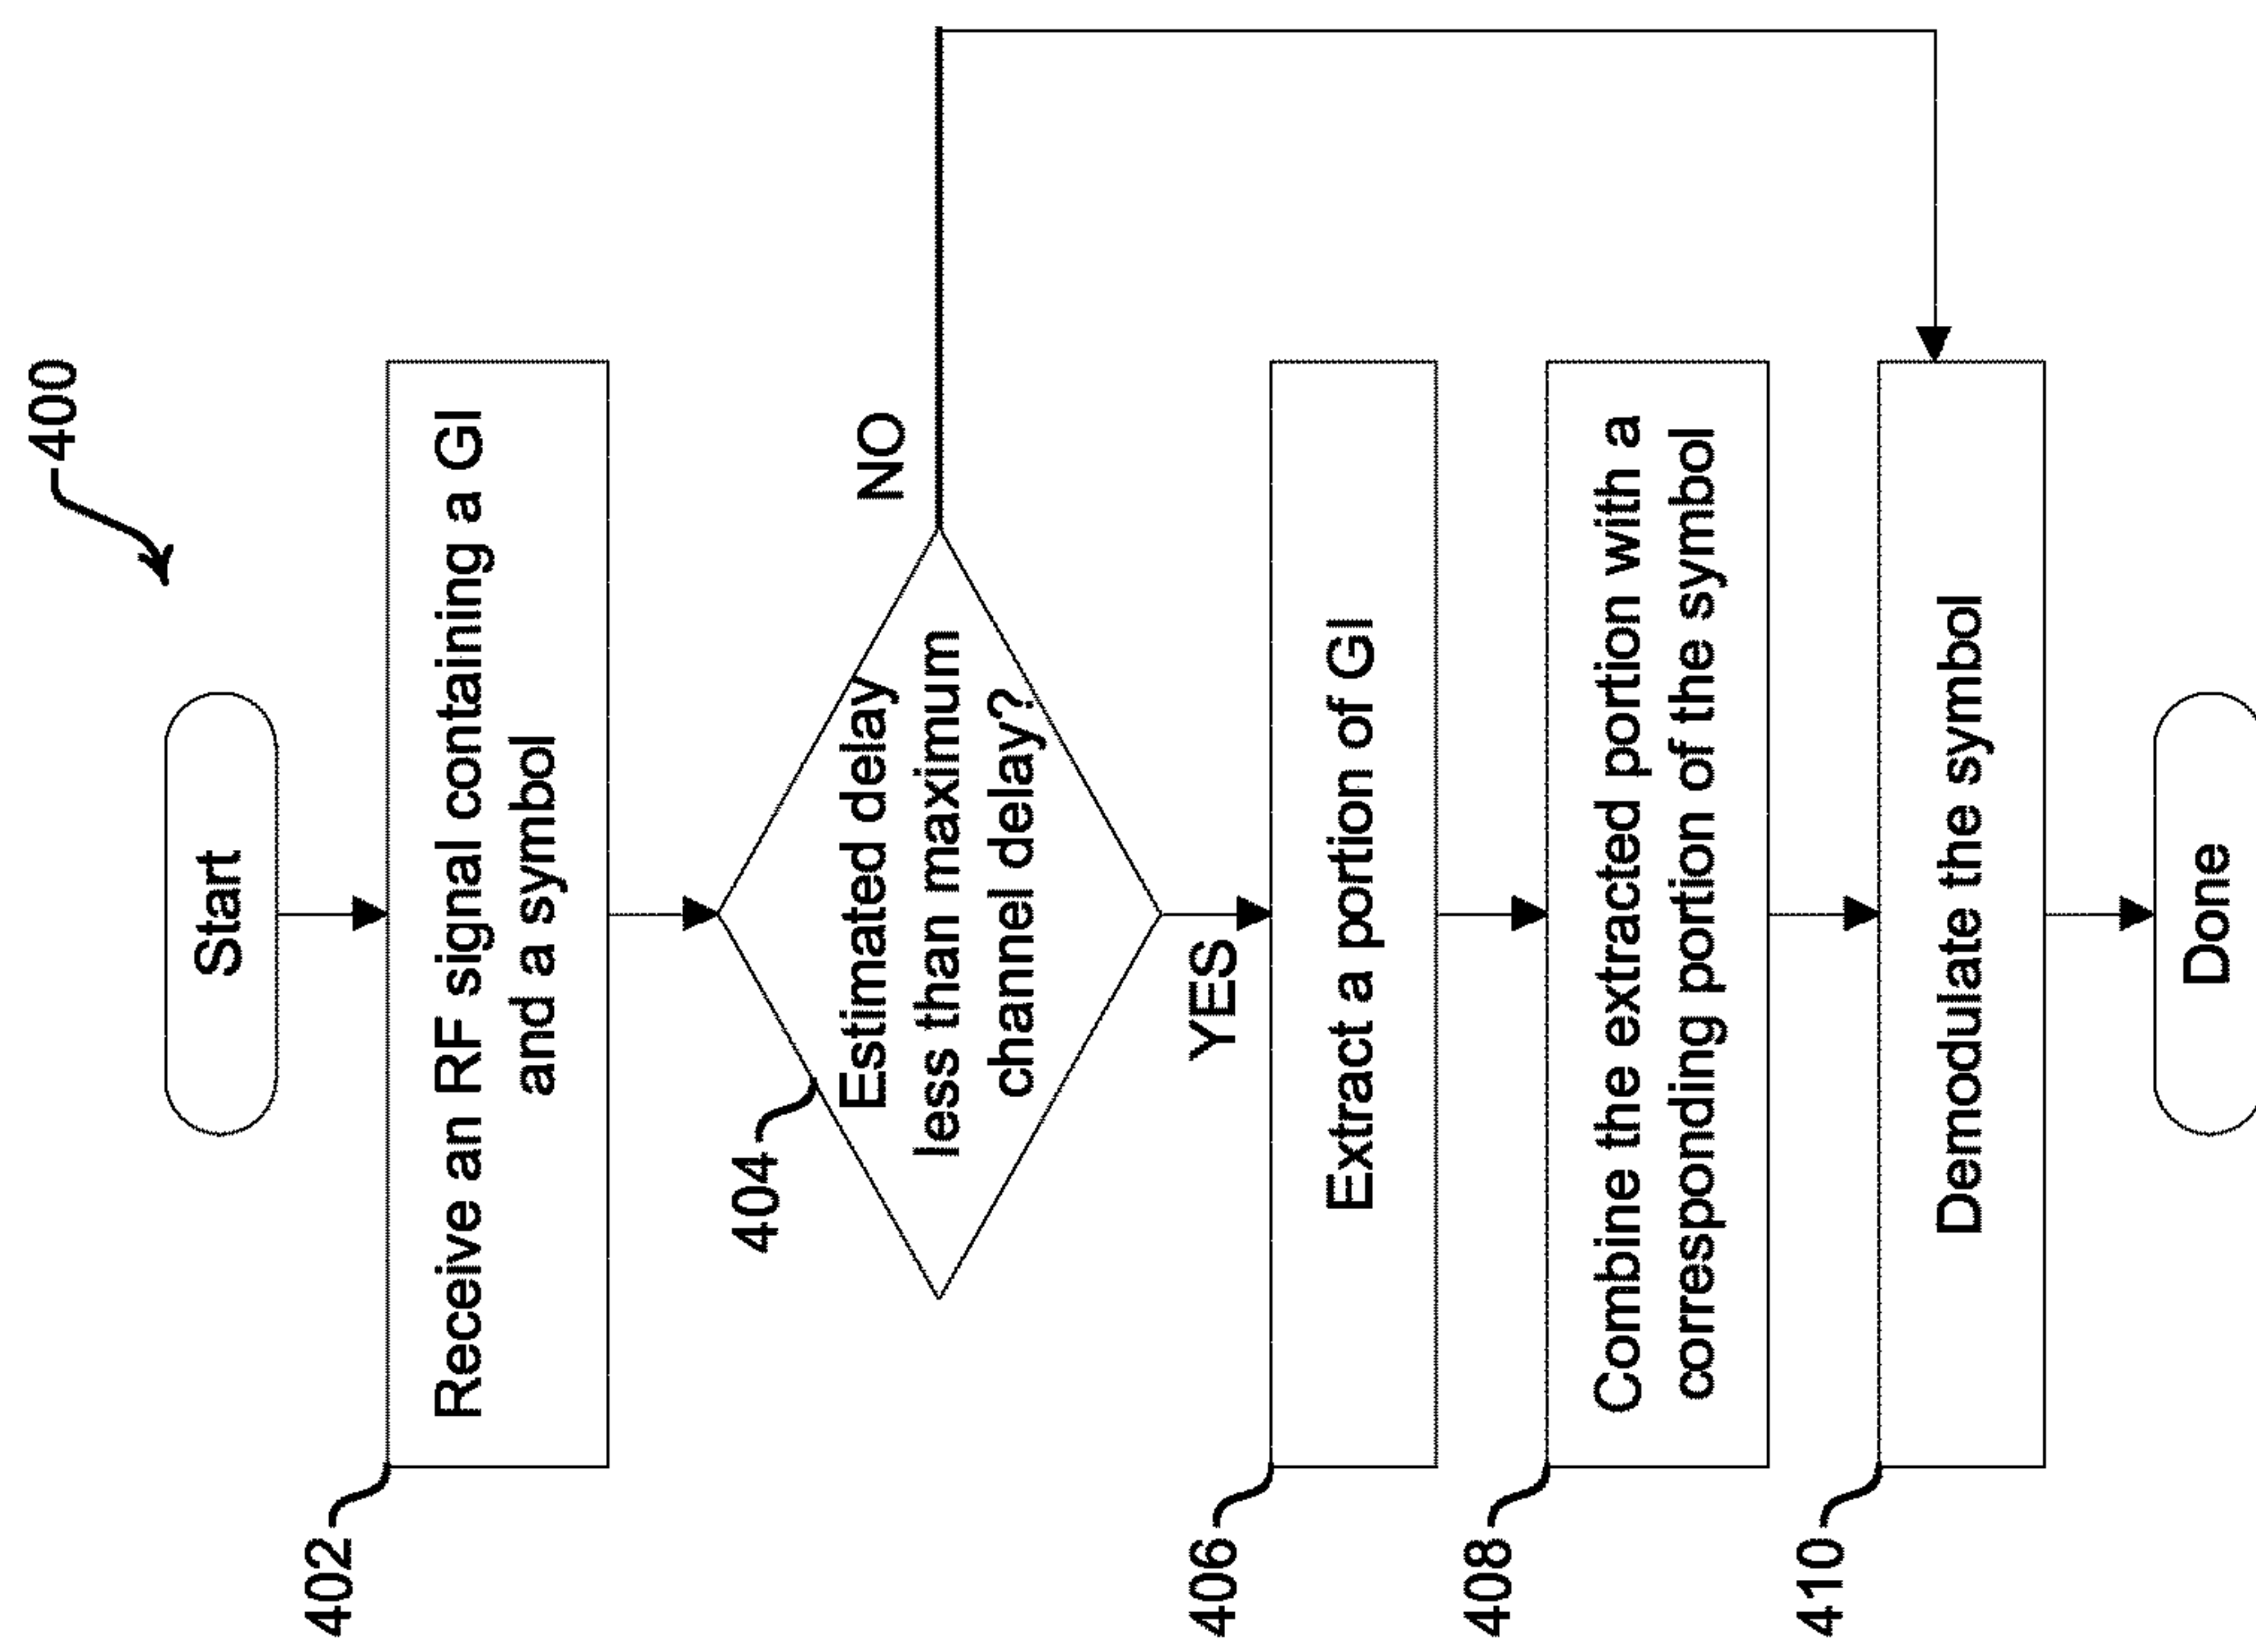 400
Start
402
Receive an RF signal containing a GI
and a symbol
404
Estimated delay
less than maximum
channel delay?
NO
YES
406
Extract a portion of GI
408
Combine the extracted portion with a
corresponding portion of the symbol
410
Demodulate the symbol
Done